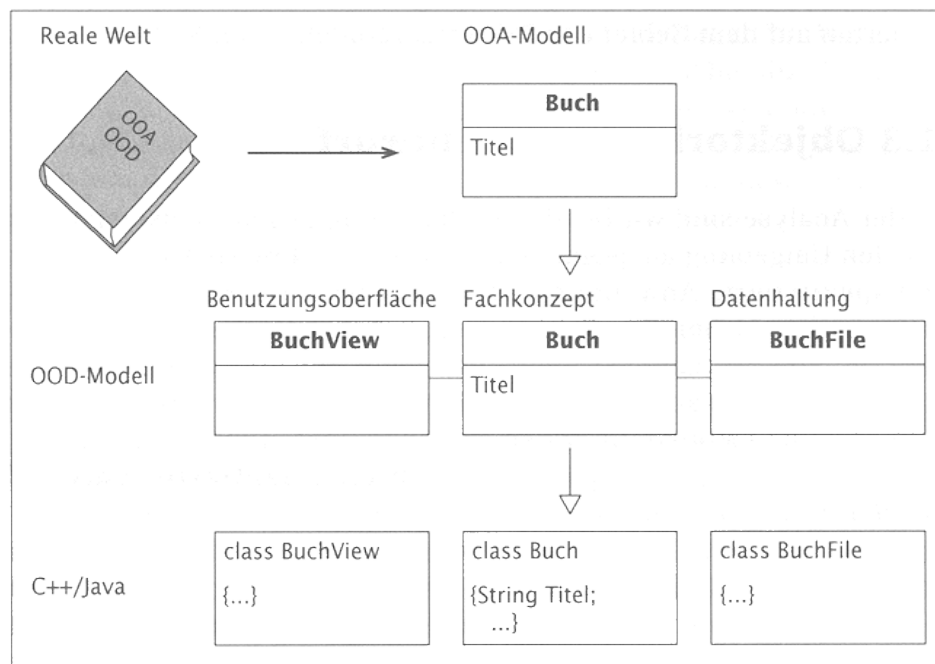 Reale Welt
OOA-Modell
OOA
OOD
Buch
Titel
Benutzungsoberfläche
Fachkonzept
Datenhaltung
OOD-Modell
BuchView
Buch
Titel
BuchFile
C++/Java
class BuchView
{...}
class Buch
{String Titel;
...}
class BuchFile
{...}